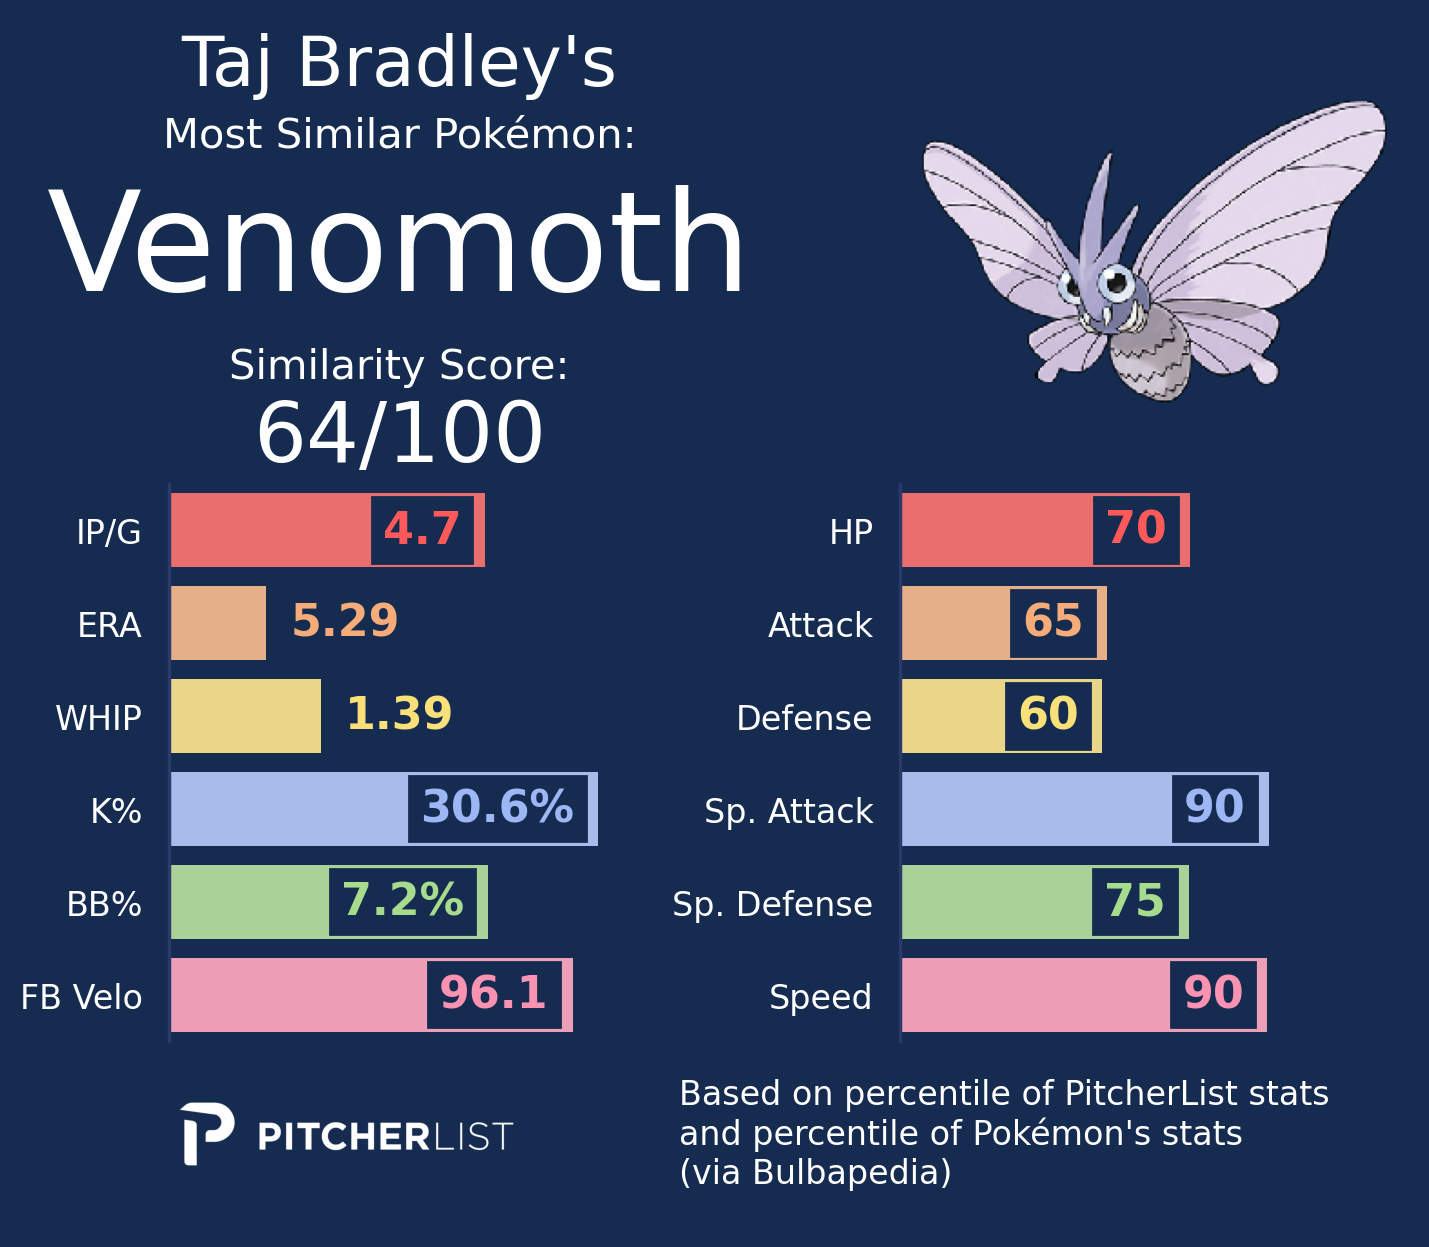 Taj Bradley's
Most Similar Pokémon:
Venomoth
Similarity Score:
64/100
IP/G 4.7
ERA 5.29
WHIP 1.39
K% 30.6%
BB% 7.2%
FB Velo 96.1
HP 70
Attack 65
Defense 60
Sp. Attack 90
Sp. Defense 75
Speed 90
PITCHERLIST
Based on percentile of PitcherList stats
and percentile of Pokémon's stats
(via Bulbapedia)